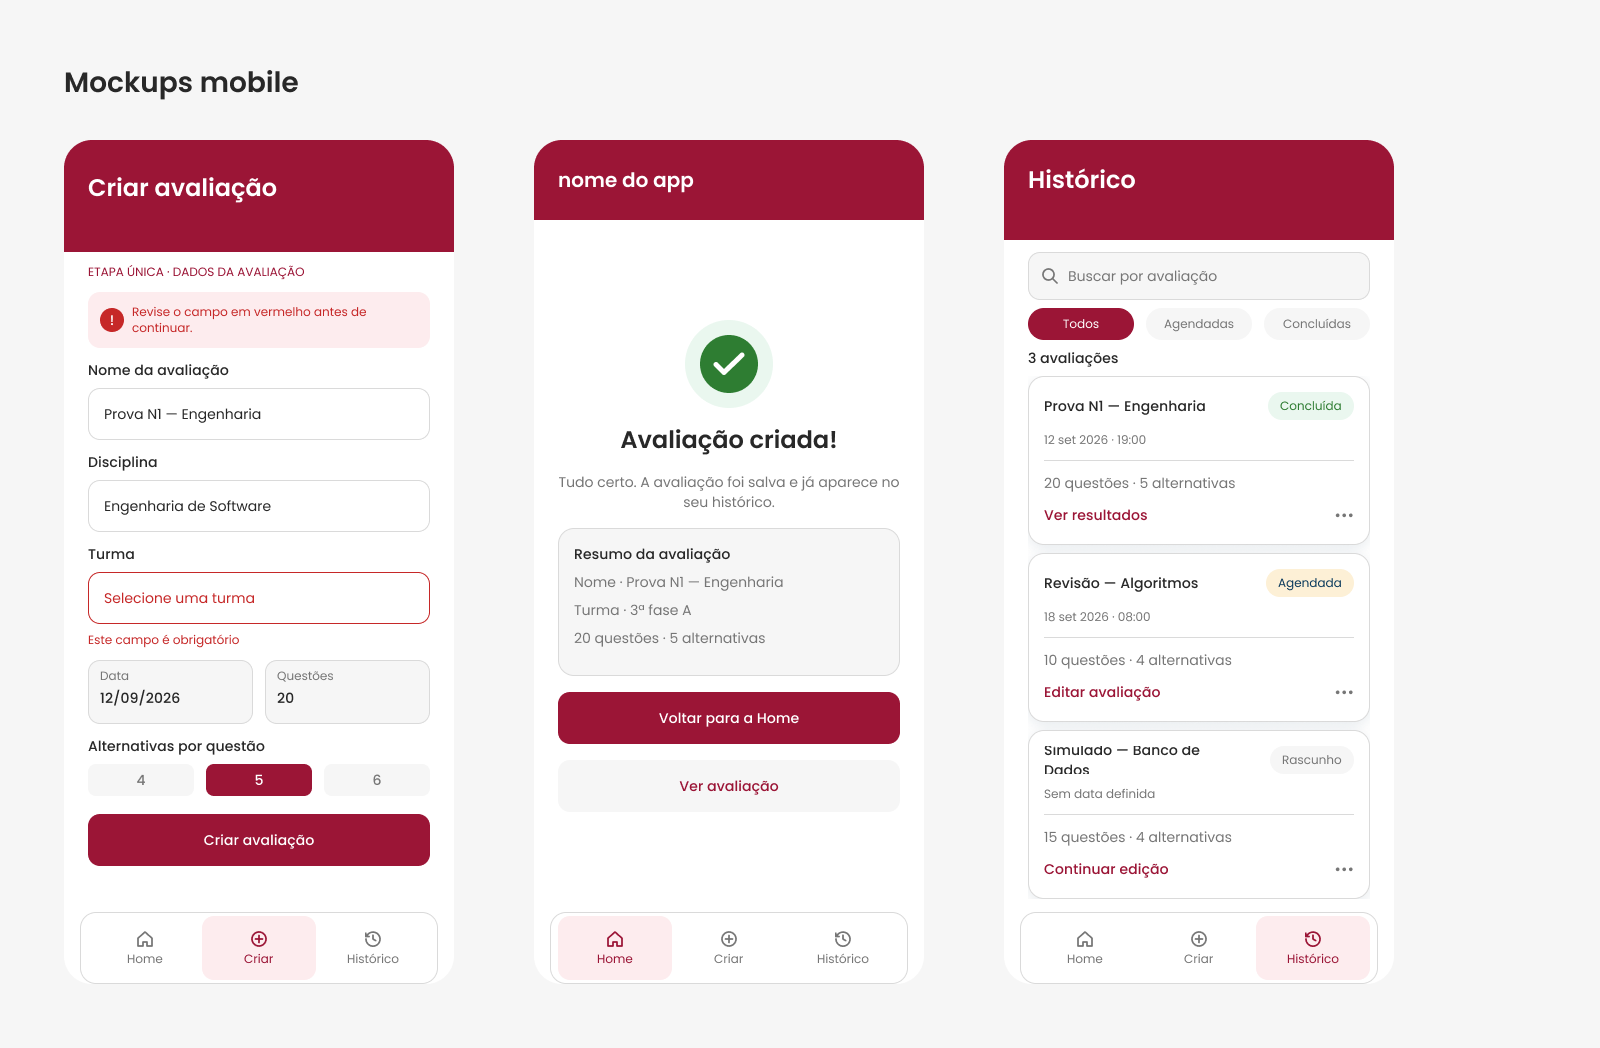 Mockups mobile
Criar avaliação
ETAPA ÚNICA · DADOS DA AVALIAÇÃO
!
Revise o campo em vermelho antes de
continuar.
Nome da avaliação
Prova N1 — Engenharia
Disciplina
Engenharia de Software
Turma
Selecione uma turma
Este campo é obrigatório
Data
12/09/2026
Questões
20
Alternativas por questão
4
5
6
Criar avaliação
Home
Criar
Histórico
nome do app
Avaliação criada!
Tudo certo. A avaliação foi salva e já aparece no
seu histórico.
Resumo da avaliação
Nome · Prova N1 — Engenharia
Turma · 3ª fase A
20 questões · 5 alternativas
Voltar para a Home
Ver avaliação
Home
Criar
Histórico
Histórico
Buscar por avaliação
Todos
Agendadas
Concluídas
3 avaliações
Prova N1 — Engenharia
Concluída
12 set 2026 · 19:00
20 questões · 5 alternativas
Ver resultados
Revisão — Algoritmos
Agendada
18 set 2026 · 08:00
10 questões · 4 alternativas
Editar avaliação
Simulado — Banco de
Dados
Rascunho
Sem data definida
15 questões · 4 alternativas
Continuar edição
Home
Criar
Histórico